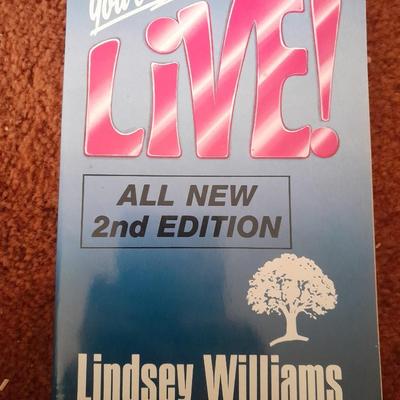 LiVE!
ALL NEW
2nd EDITION
Lindsey Williams